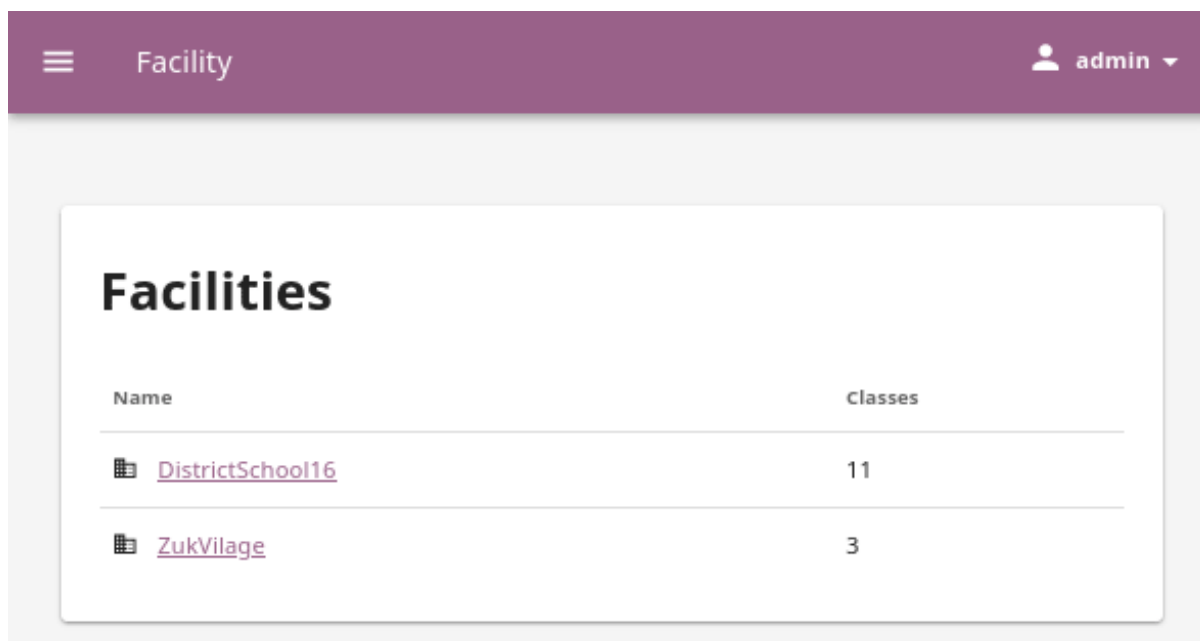 Facility admin
Facilities
Name Classes
DistrictSchool16 11
ZukVilage 3